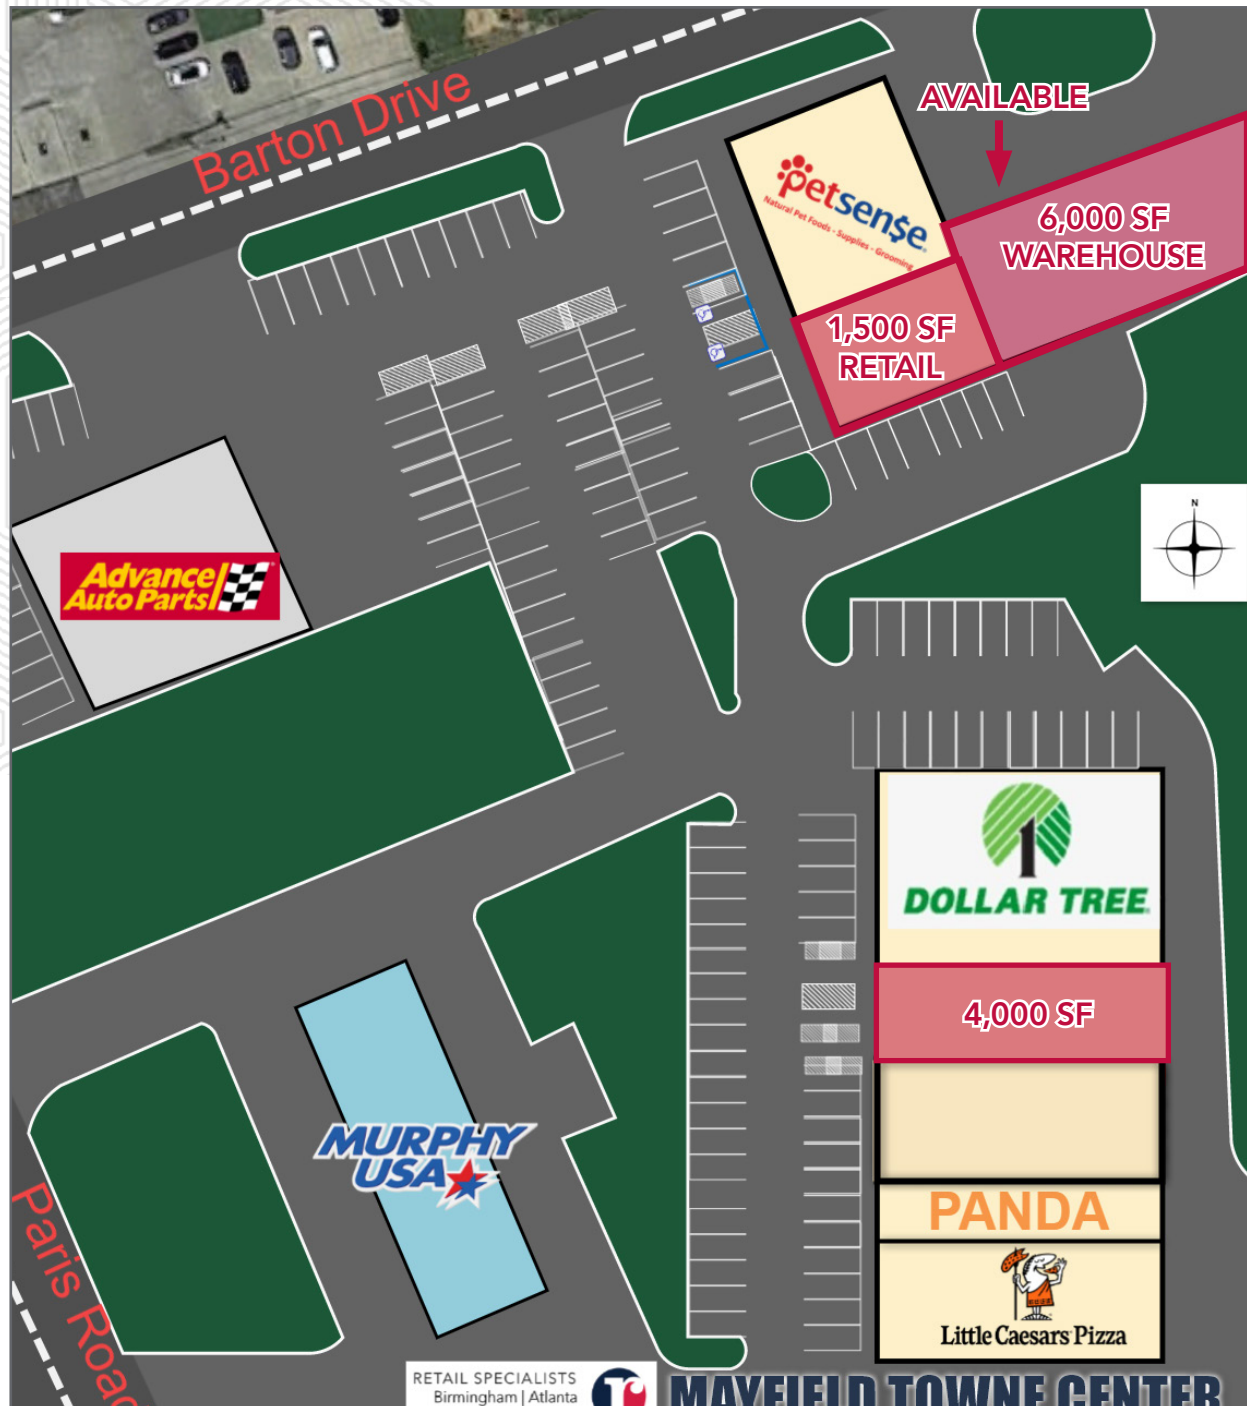 Barton Drive
AVAILABLE
petsen$e
Natural Pet Foods - Supplies - Grooming
6,000 SF
WAREHOUSE
1,500 SF
RETAIL
N
Advance
Auto Parts
DOLLAR TREE
4,000 SF
MURPHY
USA
PANDA
Paris Road
Little Caesars Pizza
RETAIL SPECIALISTS
Birmingham | Atlanta
MAYFIELD TOWNE CENTER